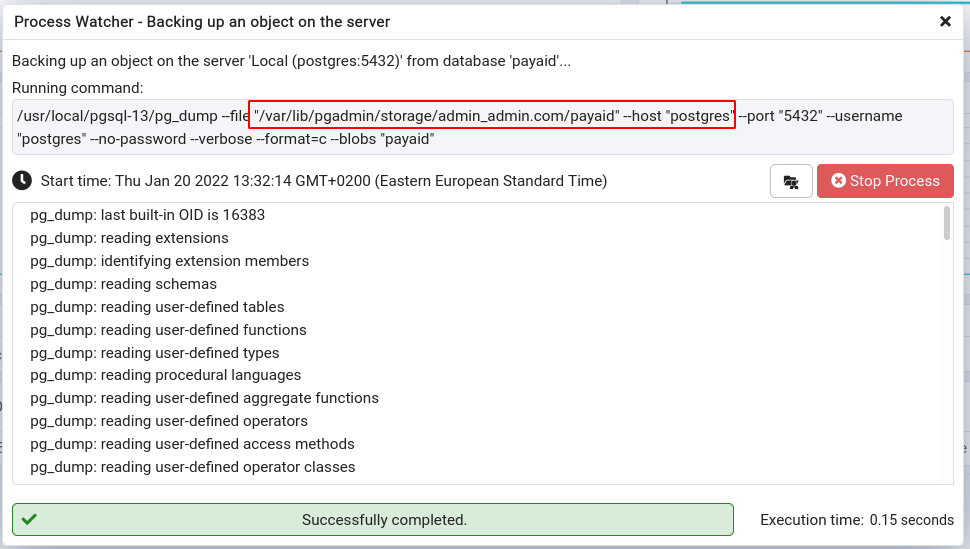 Process Watcher - Backing up an object on the server
Backing up an object on the server 'Local (postgres:5432)' from database 'payaid'...
Running command:
/usr/local/pgsql-13/pg_dump --file "/var/lib/pgadmin/storage/admin_admin.com/payaid" --host "postgres" --port "5432" --username
"postgres" --no-password --verbose --format=c --blobs "payaid"
Start time: Thu Jan 20 2022 13:32:14 GMT+0200 (Eastern European Standard Time)
Stop Process
pg_dump: last built-in OID is 16383
pg_dump: reading extensions
pg_dump: identifying extension members
pg_dump: reading schemas
pg_dump: reading user-defined tables
pg_dump: reading user-defined functions
pg_dump: reading user-defined types
pg_dump: reading procedural languages
pg_dump: reading user-defined aggregate functions
pg_dump: reading user-defined operators
pg_dump: reading user-defined access methods
pg_dump: reading user-defined operator classes
Successfully completed.
Execution time: 0.15 seconds